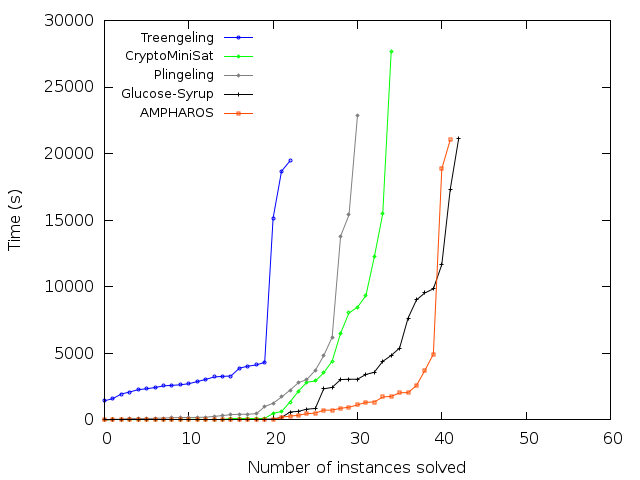 30000
25000
20000
15000
10000
5000
0
Time (s)
Treengeling
CryptoMiniSat
Plingeling
Glucose-Syrup
AMPHAROS
0 10 20 30 40 50 60
Number of instances solved